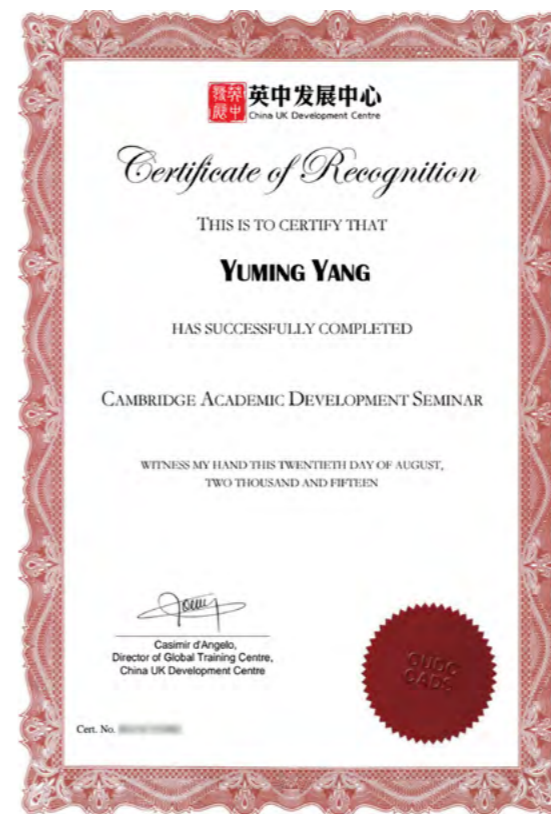 英中发展中心
China UK Development Centre
Certificate of Recognition
THIS IS TO CERTIFY THAT
YUMING YANG
HAS SUCCESSFULLY COMPLETED
CAMBRIDGE ACADEMIC DEVELOPMENT SEMINAR
WITNESS MY HAND THIS TWENTIETH DAY OF AUGUST,
TWO THOUSAND AND FIFTEEN
Casimir d'Angelo,
Director of Global Training Centre,
China UK Development Centre
CUDC
CADS
Cert. No.